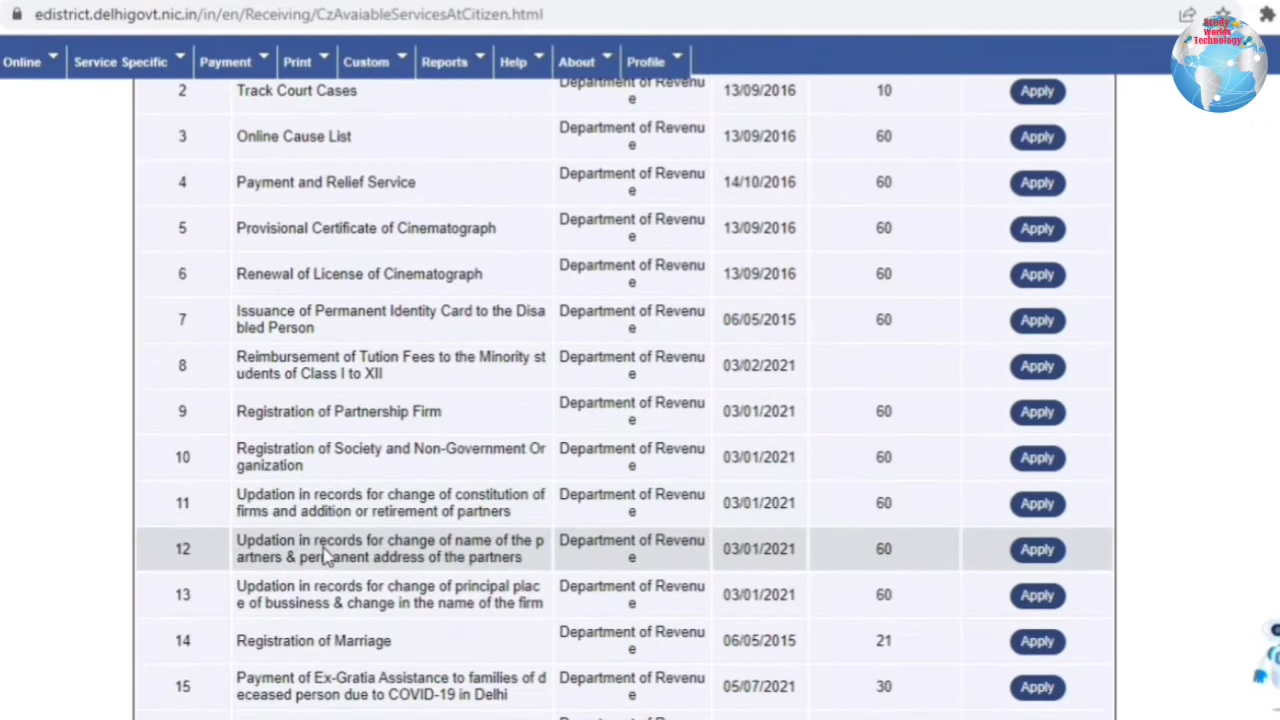 edistrict.delhigovt.nic.in/in/en/Receiving/CzAvaiableServicesAtCitizen.html
Study
Worlds
Technology
Online Service Specific Payment Print Custom Reports Help About Profile
2 Track Court Cases Department of Revenu
e 13/09/2016 10 Apply
3 Online Cause List Department of Revenu
e 13/09/2016 60 Apply
4 Payment and Relief Service Department of Revenu
e 14/10/2016 60 Apply
5 Provisional Certificate of Cinematograph Department of Revenu
e 13/09/2016 60 Apply
6 Renewal of License of Cinematograph Department of Revenu
e 13/09/2016 60 Apply
7 Issuance of Permanent Identity Card to the Disa
bled Person Department of Revenu
e 06/05/2015 60 Apply
8 Reimbursement of Tution Fees to the Minority st
udents of Class I to XII Department of Revenu
e 03/02/2021 Apply
9 Registration of Partnership Firm Department of Revenu
e 03/01/2021 60 Apply
10 Registration of Society and Non-Government Or
ganization Department of Revenu
e 03/01/2021 60 Apply
11 Updation in records for change of constitution of
firms and addition or retirement of partners Department of Revenu
e 03/01/2021 60 Apply
12 Updation in records for change of name of the p
artners & permanent address of the partners Department of Revenu
e 03/01/2021 60 Apply
13 Updation in records for change of principal plac
e of bussiness & change in the name of the firm Department of Revenu
e 03/01/2021 60 Apply
14 Registration of Marriage Department of Revenu
e 06/05/2015 21 Apply
15 Payment of Ex-Gratia Assistance to families of d
eceased person due to COVID-19 in Delhi Department of Revenu
e 05/07/2021 30 Apply